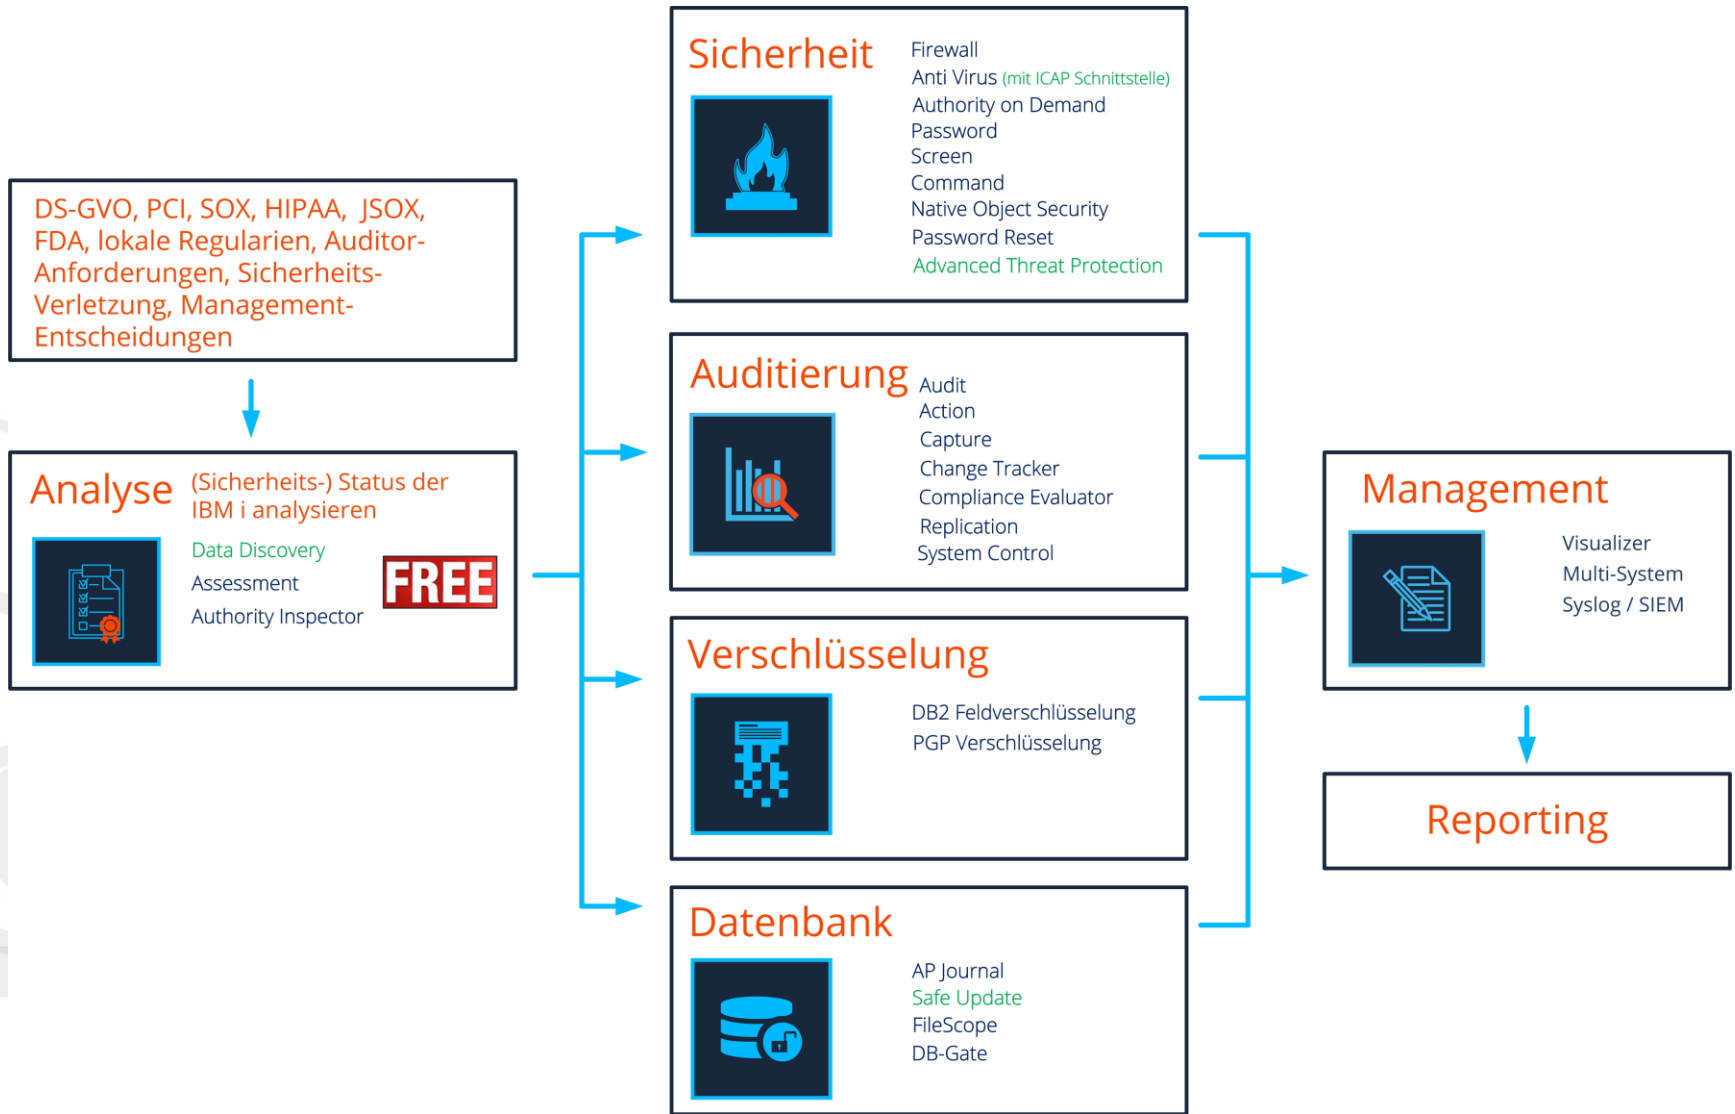 DS-GVO, PCI, SOX, HIPAA, JSOX,
FDA, lokale Regularien, Auditor-
Anforderungen, Sicherheits-
Verletzung, Management-
Entscheidungen
Analyse
(Sicherheits-) Status der
IBM i analysieren
Data Discovery
Assessment
Authority Inspector
FREE
Sicherheit
Firewall
Anti Virus (mit ICAP Schnittstelle)
Authority on Demand
Password
Screen
Command
Native Object Security
Password Reset
Advanced Threat Protection
Auditierung
Audit
Action
Capture
Change Tracker
Compliance Evaluator
Replication
System Control
Verschlüsselung
DB2 Feldverschlüsselung
PGP Verschlüsselung
Datenbank
AP Journal
Safe Update
FileScope
DB-Gate
Management
Visualizer
Multi-System
Syslog / SIEM
Reporting